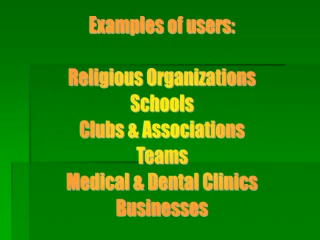 Examples of users:
Religious Organizations
Schools
Clubs & Associations
Teams
Medical & Dental Clinics
Businesses